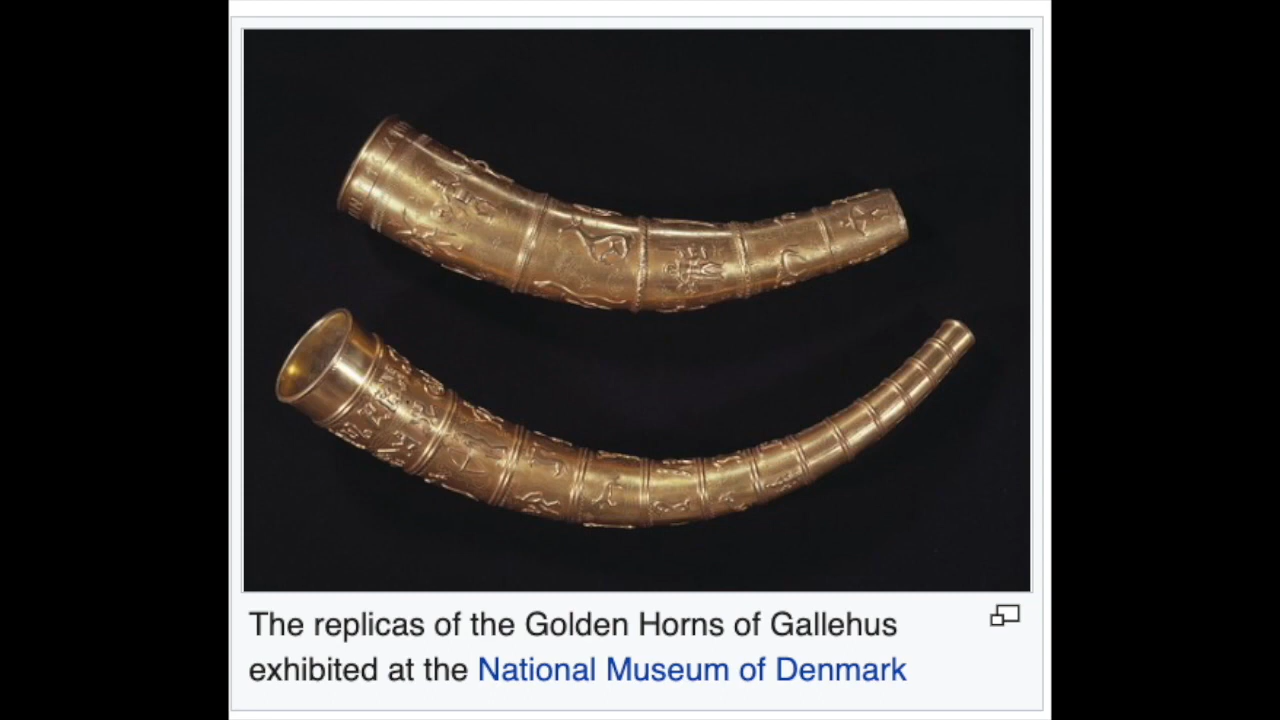 The replicas of the Golden Horns of Gallehus
exhibited at the National Museum of Denmark